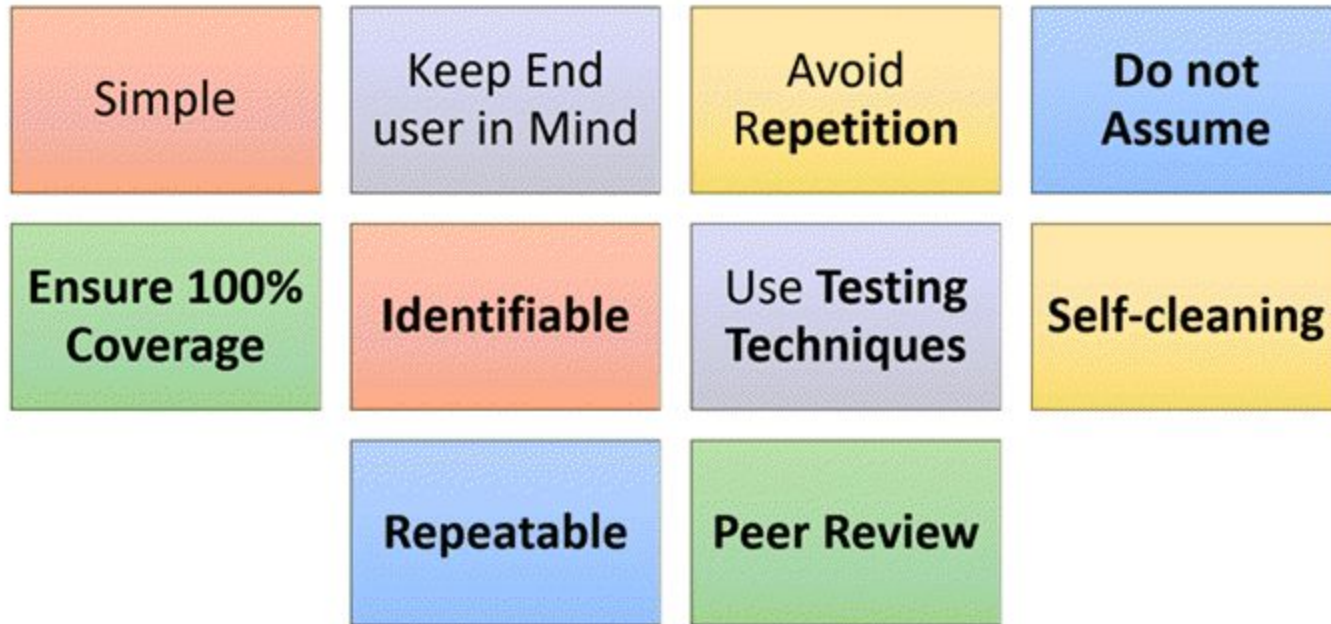 Simple
Keep End
user in Mind
Avoid
Repetition
Do not
Assume
Ensure 100%
Coverage
Identifiable
Use Testing
Techniques
Self-cleaning
Repeatable
Peer Review